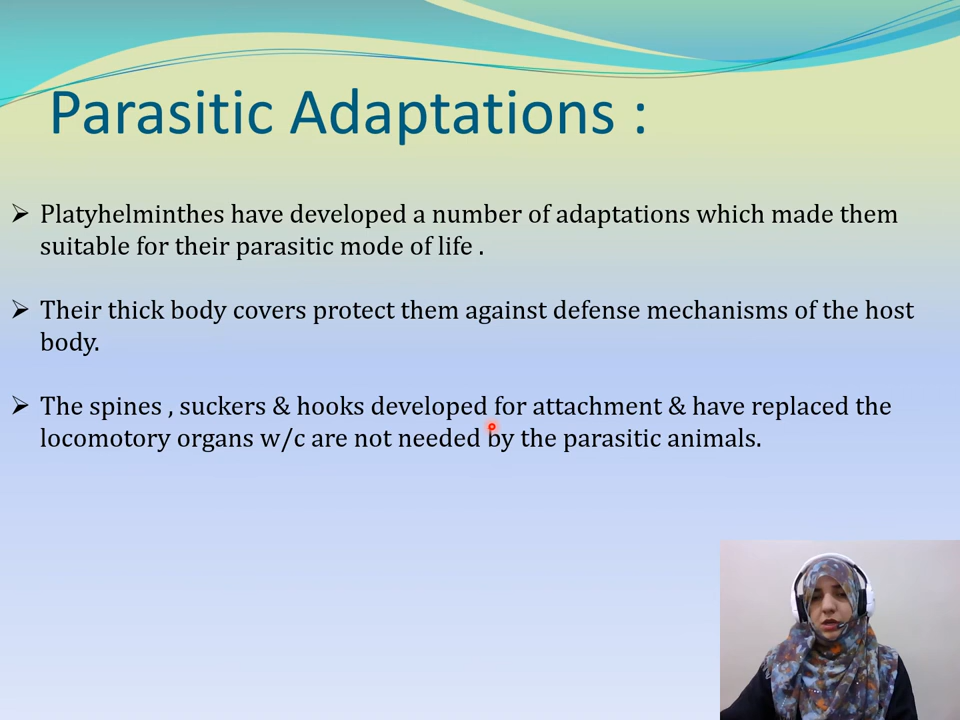 Parasitic Adaptations :
➢ Platyhelminthes have developed a number of adaptations which made them
suitable for their parasitic mode of life .
➢ Their thick body covers protect them against defense mechanisms of the host
body.
➢ The spines , suckers & hooks developed for attachment & have replaced the
locomotory organs w/c are not needed by the parasitic animals.